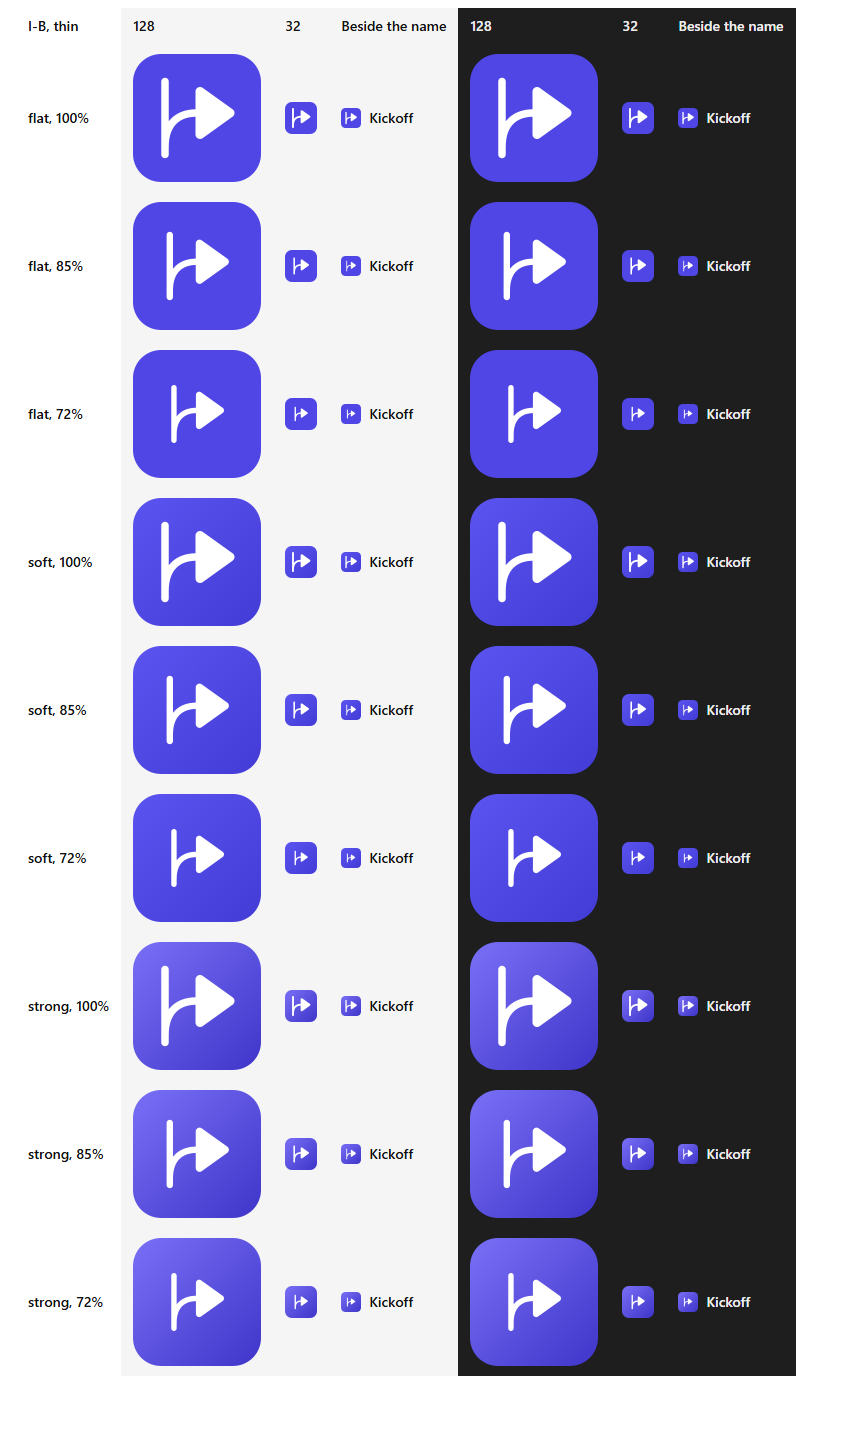 I-B, thin 128 32 Beside the name 128 32 Beside the name
flat, 100% Kickoff Kickoff
flat, 85% Kickoff Kickoff
flat, 72% Kickoff Kickoff
soft, 100% Kickoff Kickoff
soft, 85% Kickoff Kickoff
soft, 72% Kickoff Kickoff
strong, 100% Kickoff Kickoff
strong, 85% Kickoff Kickoff
strong, 72% Kickoff Kickoff